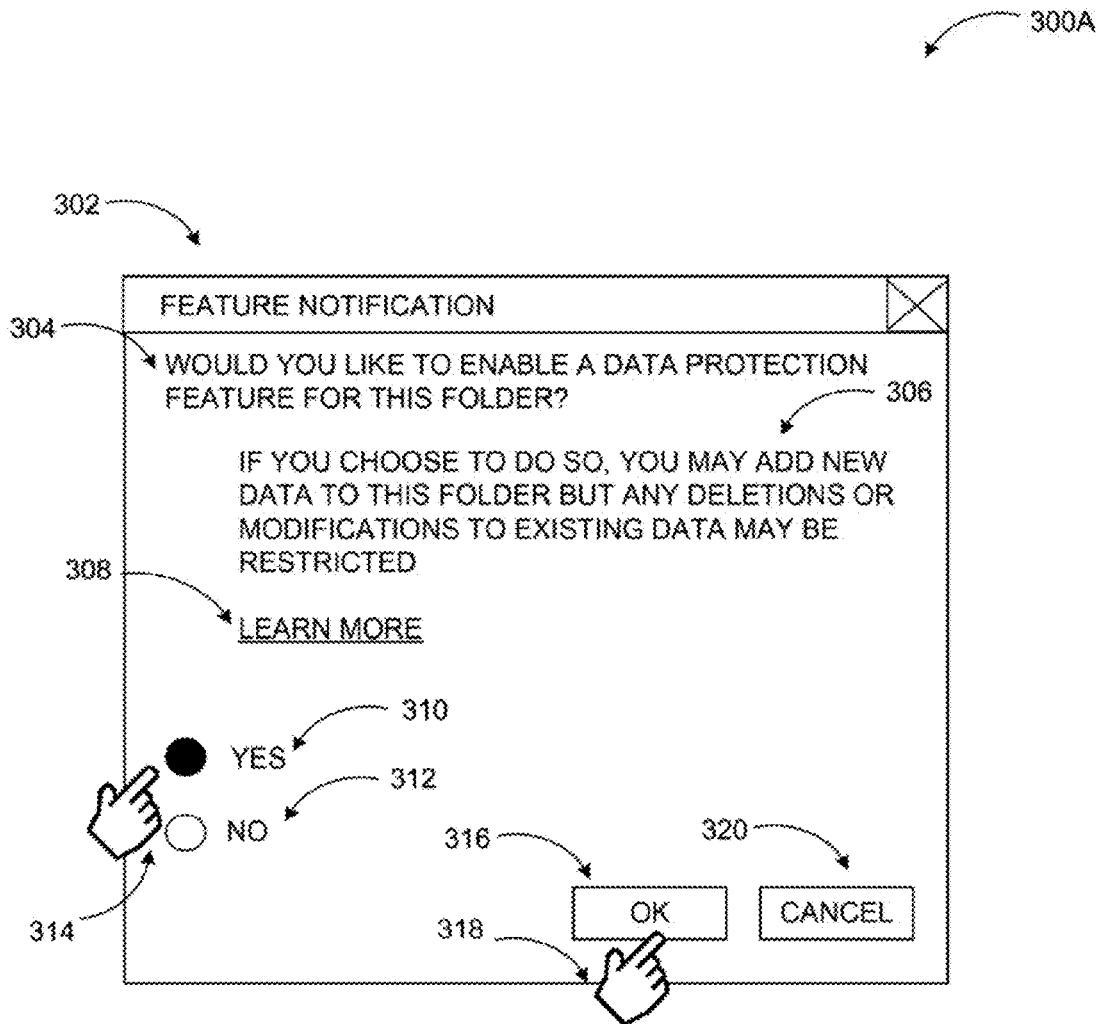 300A
302
FEATURE NOTIFICATION
304
WOULD YOU LIKE TO ENABLE A DATA PROTECTION
FEATURE FOR THIS FOLDER?
306
IF YOU CHOOSE TO DO SO, YOU MAY ADD NEW
DATA TO THIS FOLDER BUT ANY DELETIONS OR
MODIFICATIONS TO EXISTING DATA MAY BE
RESTRICTED
308
LEARN MORE
310
YES
312
NO
314
316
320
OK
CANCEL
318